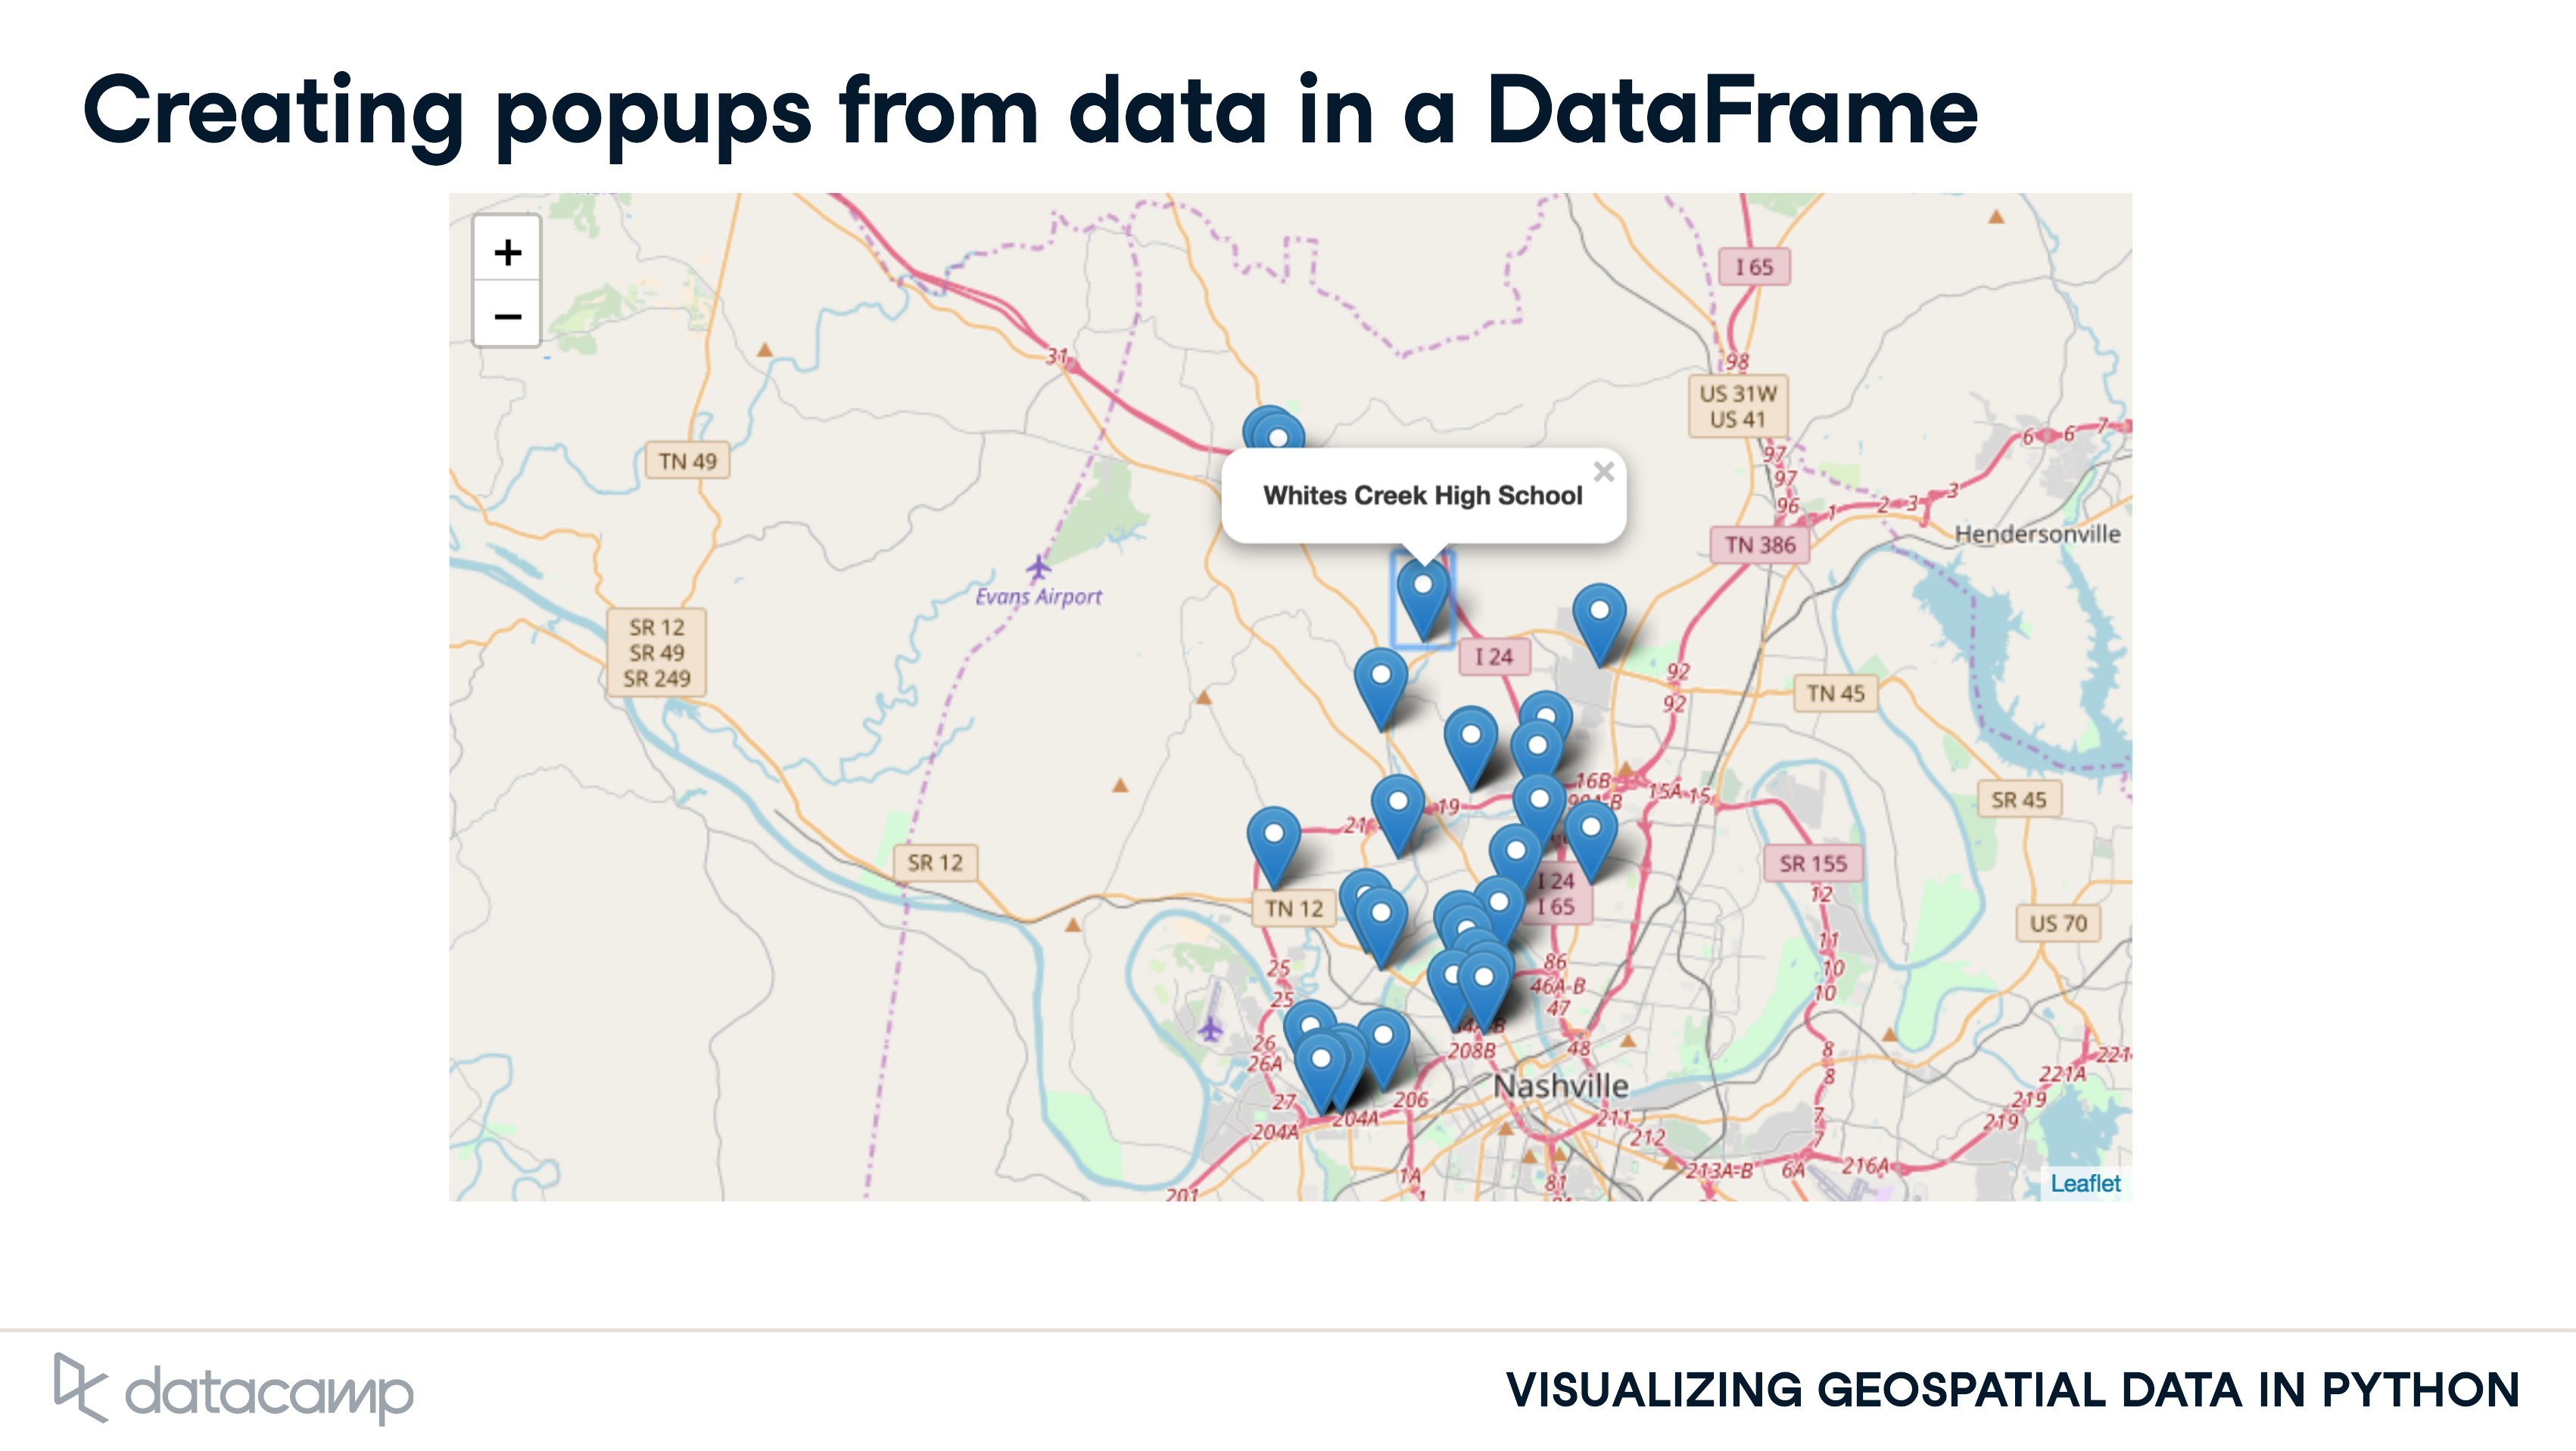 Creating popups from data in a DataFrame
+
−
I 65
31
98
US 31W
US 41
TN 49
6
6
7
97
97
96
Whites Creek High School
×
1
2
3
3
Hendersonville
TN 386
Evans Airport
SR 12
SR 49
SR 249
I 24
92
TN 45
92
16B
15A
15
19
SR 45
21
SR 12
SR 155
I 24
I 65
12
TN 12
US 70
11
10
10
25
25
86
46A-B
47
26
26A
208B
48
8
8
221
221A
Nashville
27
206
219
219
204A
204A
211
212
7
7
213A-B
6A
216A
1A
1
81
201
Leaflet
datacamp
VISUALIZING GEOSPATIAL DATA IN PYTHON